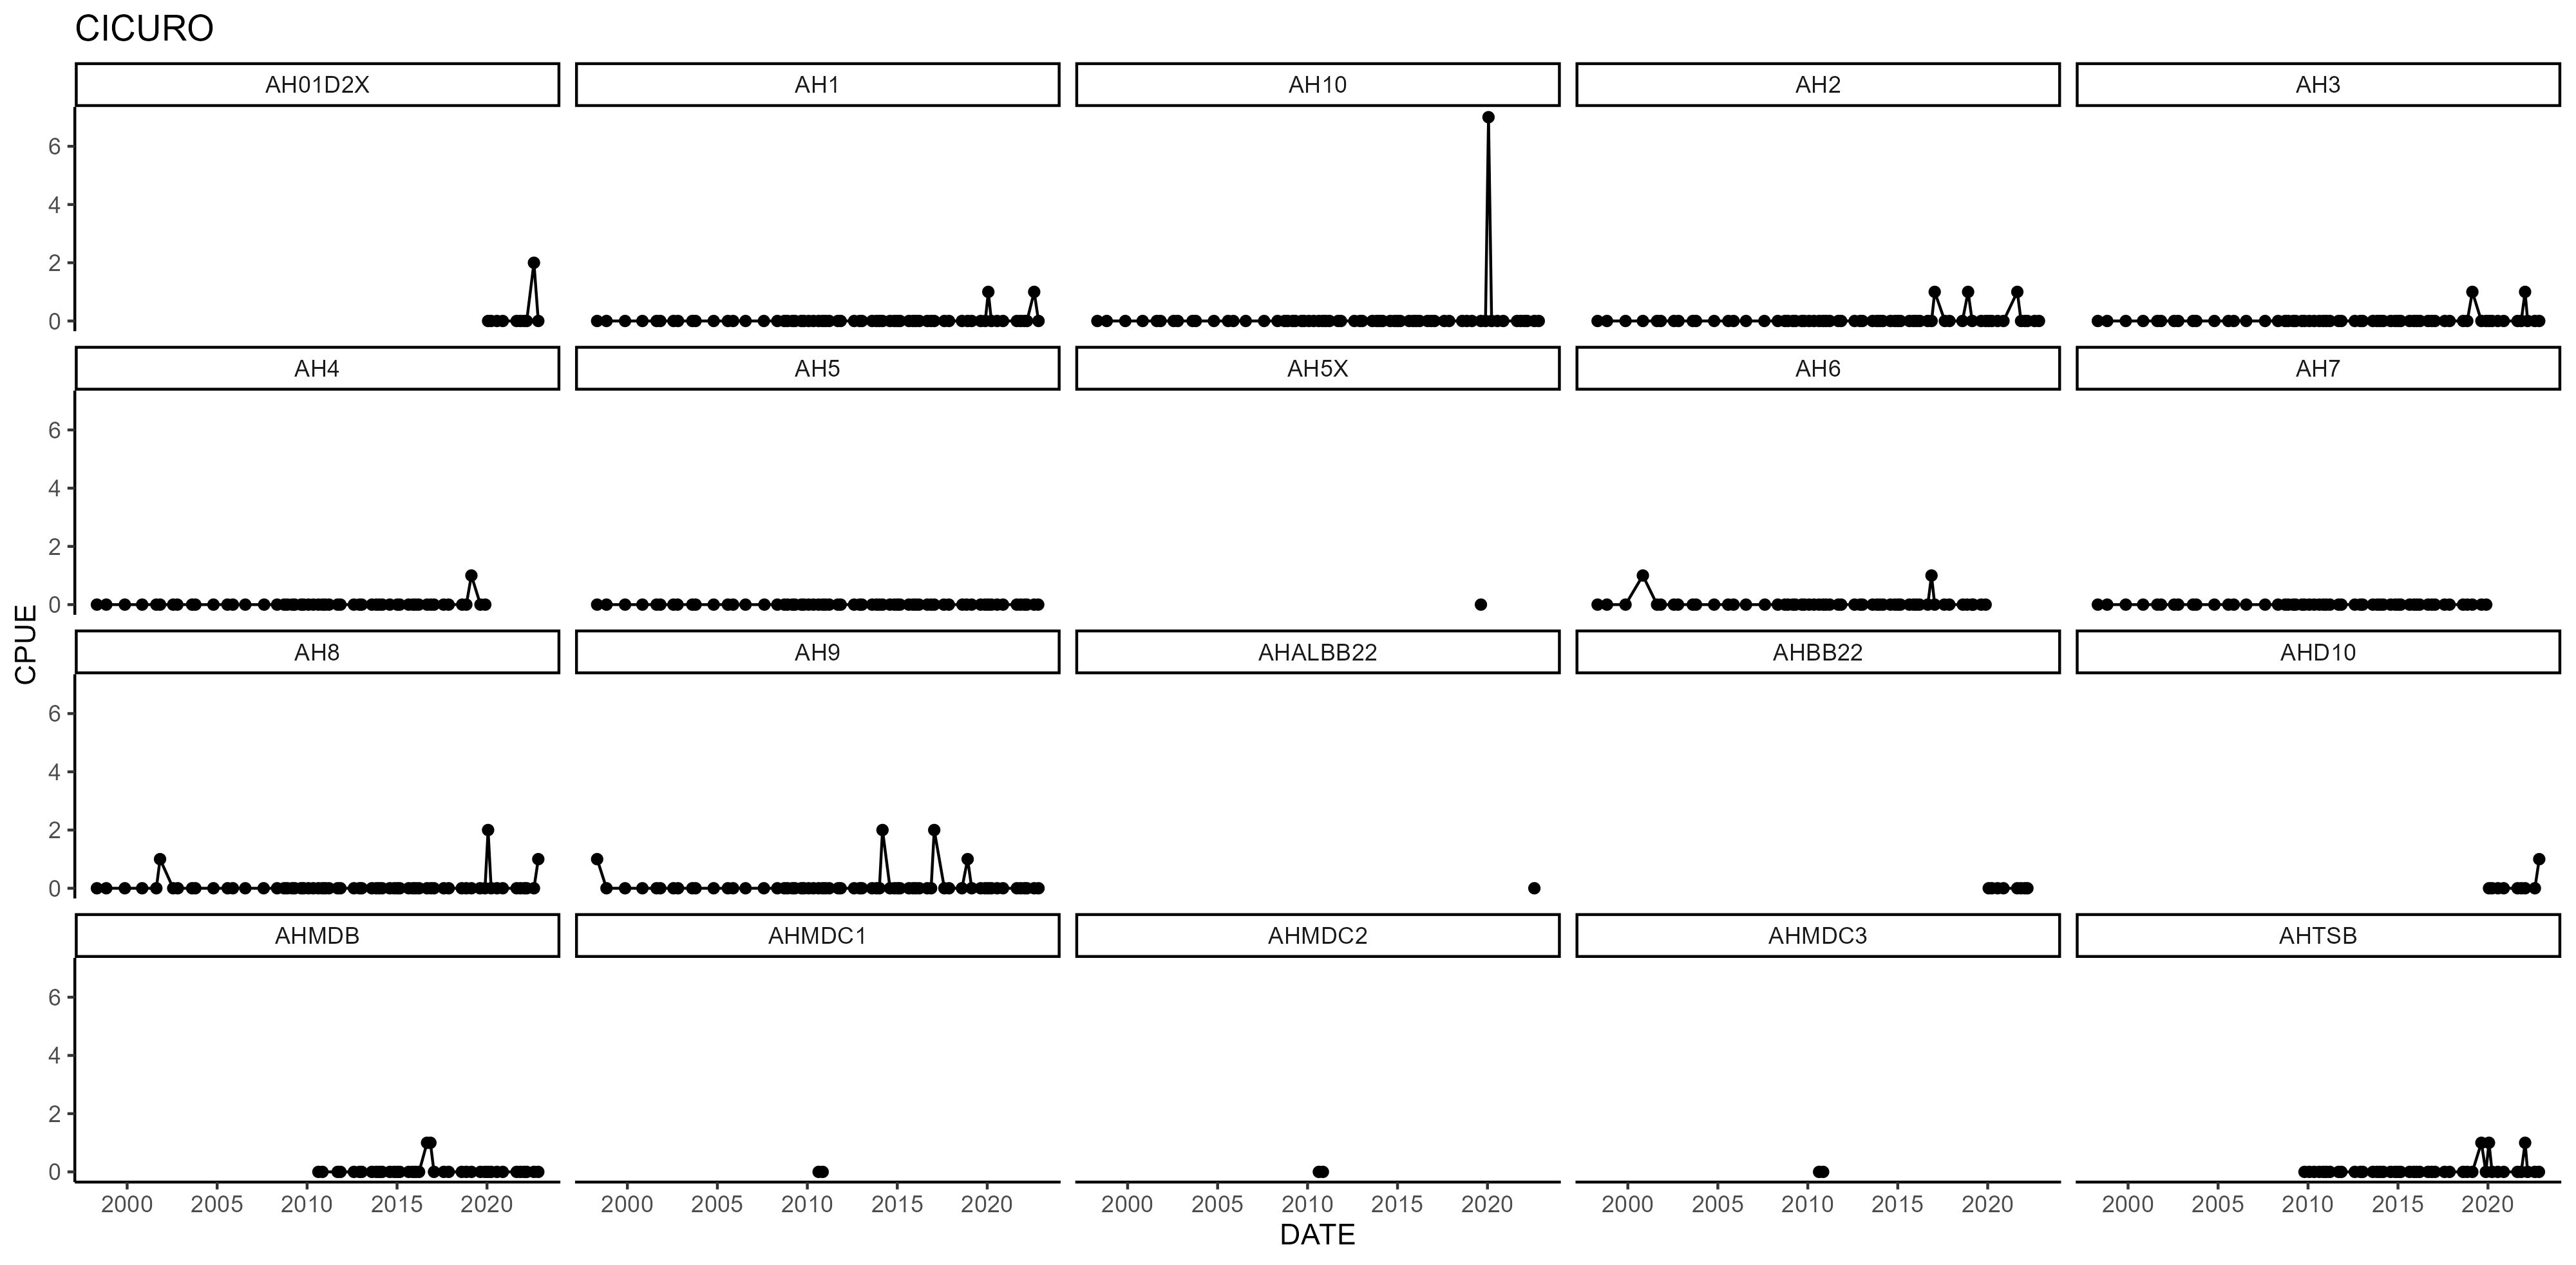 CICURO
AH01D2X AH1 AH10 AH2 AH3
6
4
2
0
AH4 AH5 AH5X AH6 AH7
6
4
2
0
CPUE
AH8 AH9 AHALBB22 AHBB22 AHD10
6
4
2
0
AHMDB AHMDC1 AHMDC2 AHMDC3 AHTSB
6
4
2
0
2000 2005 2010 2015 2020 2000 2005 2010 2015 2020 2000 2005 2010 2015 2020 2000 2005 2010 2015 2020 2000 2005 2010 2015 2020
DATE